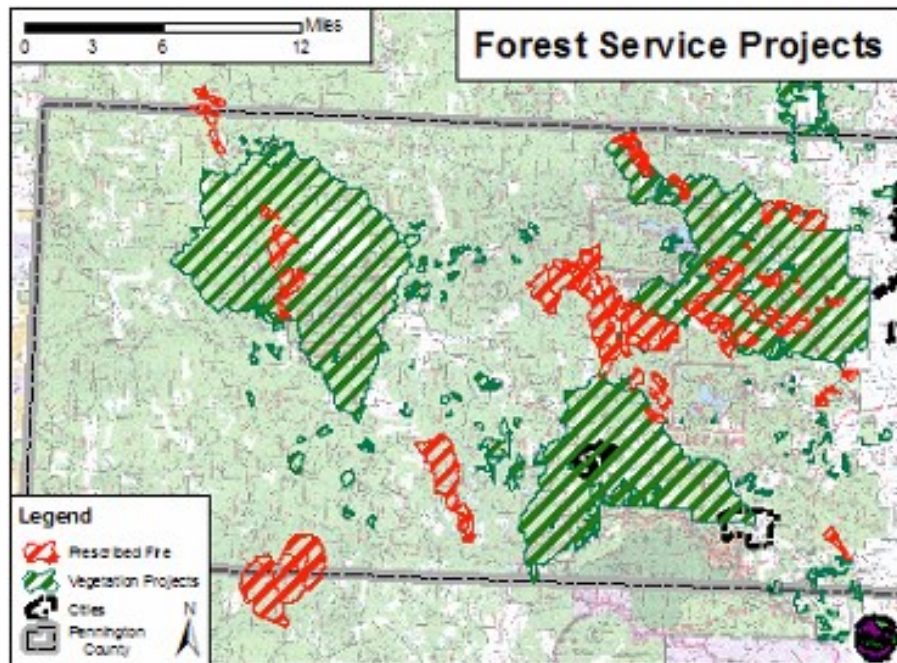 Miles
0 3 6 12
Forest Service Projects
Legend
Prescribed Fire
Vegetation Projects
Cities
N
Pennington
County